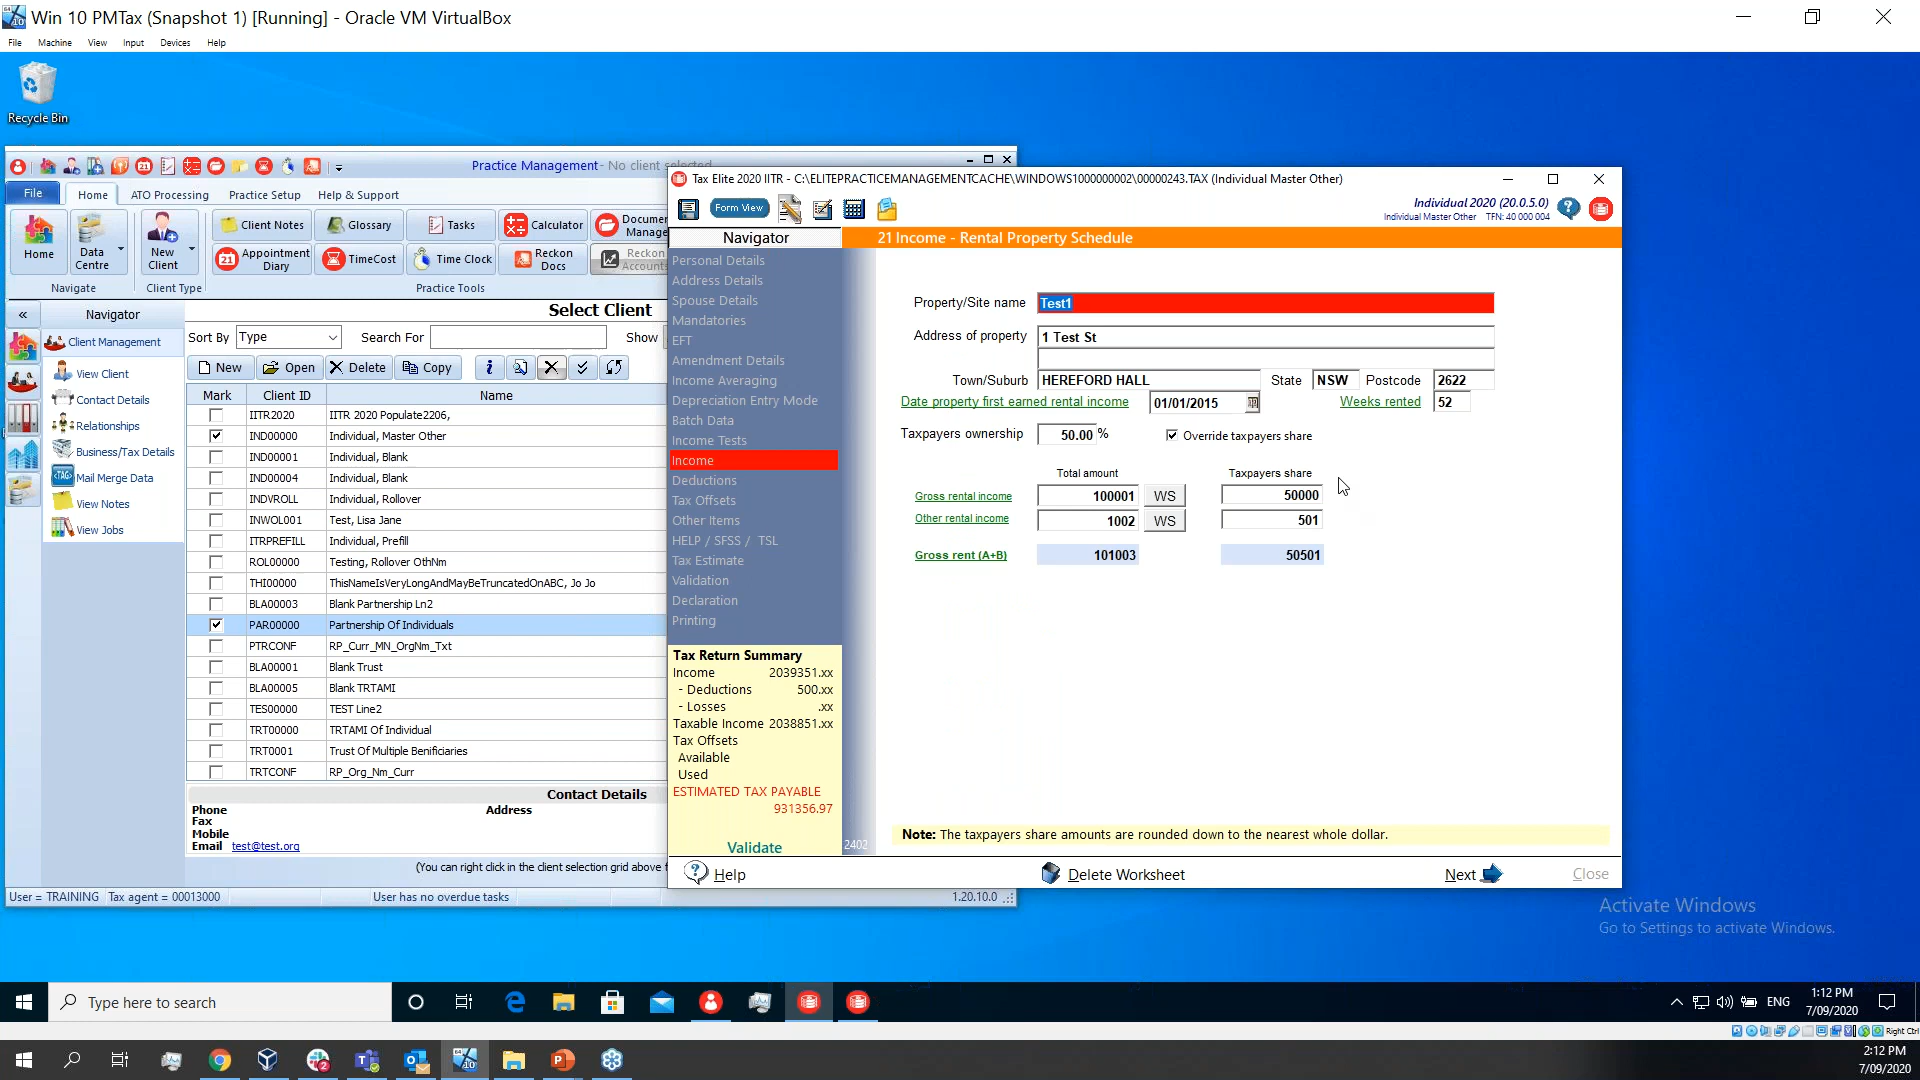 Win 10 PMTax (Snapshot 1) [Running] - Oracle VM VirtualBox
File Machine View Input Devices Help
Recycle Bin
Practice Management - No client selected
File Home ATO Processing Practice Setup Help & Support
Home
Data Centre
New Client
Client Notes Glossary Tasks Calculator
Appointment Diary TimeCost Time Clock Reckon Docs
Navigate Client Type Practice Tools
Navigator
Client Management
View Client
Contact Details
Relationships
Business/Tax Details
Mail Merge Data
View Notes
View Jobs
Select Client
Sort By Type Search For Show
New Open Delete Copy
Mark Client ID Name
IITR2020 IITR 2020 Populate2206,
IND00000 Individual, Master Other
IND00001 Individual, Blank
IND00004 Individual, Blank
INDVROLL Individual, Rollover
INWOL001 Test, Lisa Jane
ITRPREFILL Individual, Prefill
ROL00000 Testing, Rollover OthNm
THI00000 ThisNameIsVeryLongAndMayBeTruncatedOnABC, Jo Jo
BLA00003 Blank Partnership Ln2
PAR00000 Partnership Of Individuals
PTRCONF RP_Curr_MN_OrgNm_Txt
BLA00001 Blank Trust
BLA00005 Blank TRTAMI
TES00000 TEST Line2
TRT00000 TRTAMI Of Individual
TRT0001 Trust Of Multiple Benificiaries
TRTCONF RP_Org_Nm_Curr
Contact Details
Phone Address
Fax
Mobile
Email test@test.org
(You can right click in the client selection grid above
User = TRAINING Tax agent = 00013000 User has no overdue tasks 1.20.10.0
Tax Elite 2020 IITR - C:\ELITEPRACTICEMANAGEMENTCACHE\WINDOWS1000000002\00000243.TAX (Individual Master Other)
Form View
Individual 2020 (20.0.5.0)
Individual Master Other TFN: 40 000 004
Navigator
21 Income - Rental Property Schedule
Personal Details
Address Details
Spouse Details
Mandatories
EFT
Amendment Details
Income Averaging
Depreciation Entry Mode
Batch Data
Income Tests
Income
Deductions
Tax Offsets
Other Items
HELP / SFSS / TSL
Tax Estimate
Validation
Declaration
Printing
Tax Return Summary
Income 2039351.xx
- Deductions 500.xx
- Losses .xx
Taxable Income 2038851.xx
Tax Offsets
Available
Used
ESTIMATED TAX PAYABLE
931356.97
Validate
2402
Property/Site name Test1
Address of property 1 Test St
Town/Suburb HEREFORD HALL State NSW Postcode 2622
Date property first earned rental income 01/01/2015 Weeks rented 52
Taxpayers ownership 50.00 % Override taxpayers share
Total amount Taxpayers share
Gross rental income 100001 WS 50000
Other rental income 1002 WS 501
Gross rent (A+B) 101003 50501
Note: The taxpayers share amounts are rounded down to the nearest whole dollar.
Help Delete Worksheet Next Close
Activate Windows
Go to Settings to activate Windows.
Type here to search
ENG
1:12 PM
7/09/2020
Right Ctrl
2:12 PM
7/09/2020